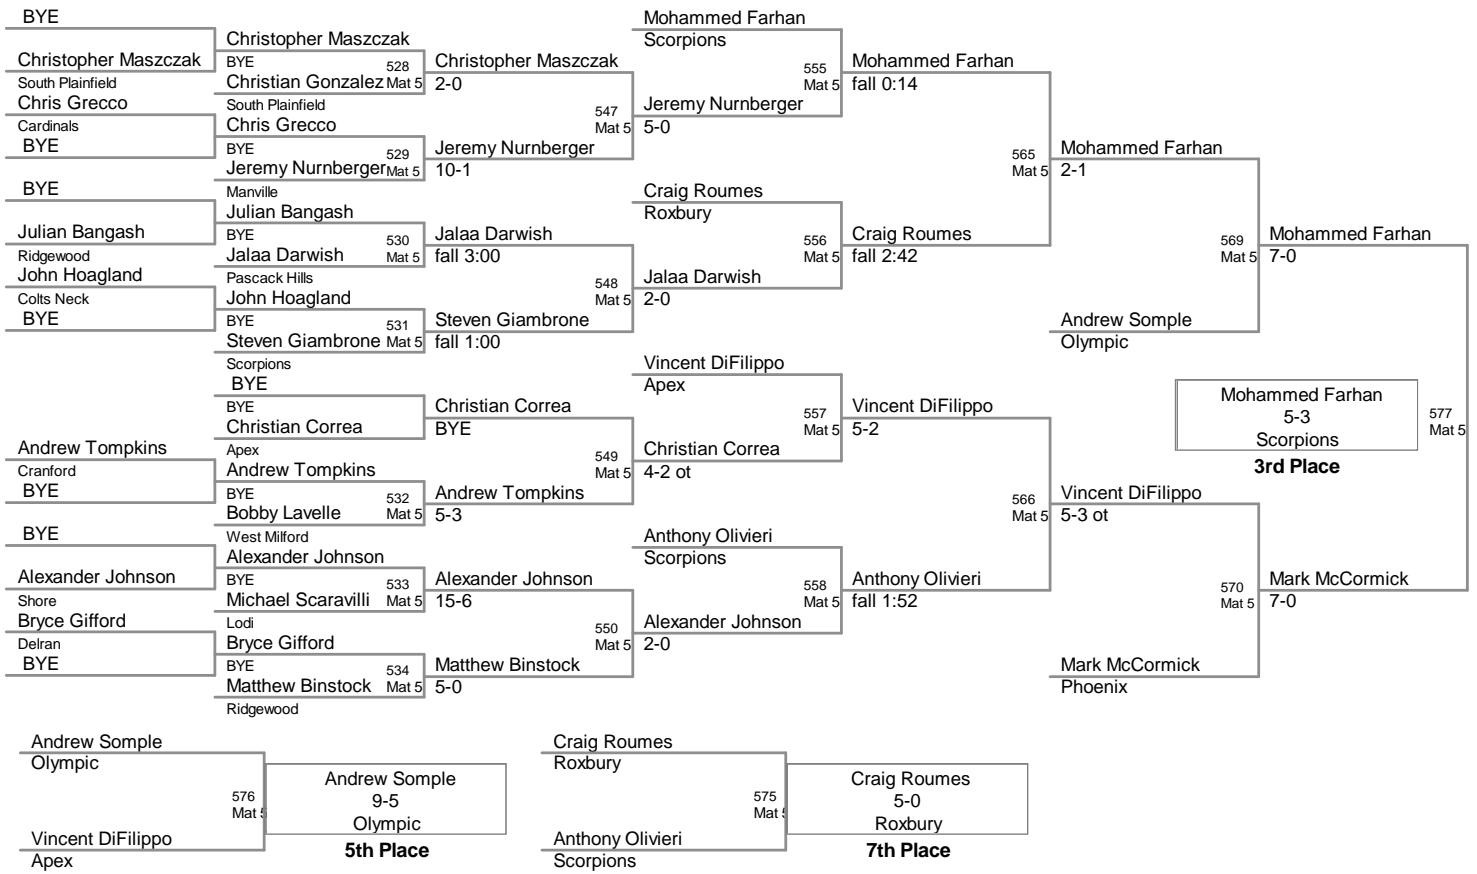 BYE
Christopher Maszczak
South Plainfield
Chris Grecco
Cardinals
BYE
BYE
Julian Bangash
Ridgewood
John Hoagland
Colts Neck
BYE
Andrew Tompkins
Cranford
BYE
BYE
Alexander Johnson
Shore
Bryce Gifford
Delran
BYE
Christopher Maszczak
BYE
528
Christian Gonzalez Mat 5
South Plainfield
Chris Grecco
BYE
529
Jeremy Nurnberger Mat 5
Manville
Julian Bangash
BYE
530
Jalaa Darwish Mat 5
Pascack Hills
John Hoagland
BYE
531
Steven Giambrone Mat 5
Scorpions
BYE
BYE
Christian Correa
Apex
Andrew Tompkins
BYE
532
Bobby Lavelle Mat 5
West Milford
Alexander Johnson
BYE
533
Michael Scaravilli Mat 5
Lodi
Bryce Gifford
BYE
534
Matthew Binstock Mat 5
Ridgewood
Christopher Maszczak
2-0
547
Mat 5
Jeremy Nurnberger
10-1
Jalaa Darwish
fall 3:00
548
Mat 5
Steven Giambrone
fall 1:00
Christian Correa
BYE
549
Mat 5
Andrew Tompkins
5-3
Alexander Johnson
15-6
550
Mat 5
Matthew Binstock
5-0
Mohammed Farhan
Scorpions
555
Mat 5
Jeremy Nurnberger
5-0
Craig Roumes
Roxbury
556
Mat 5
Jalaa Darwish
2-0
Vincent DiFilippo
Apex
557
Mat 5
Christian Correa
4-2 ot
Anthony Olivieri
Scorpions
558
Mat 5
Alexander Johnson
2-0
Mohammed Farhan
fall 0:14
565
Mat 5
Craig Roumes
fall 2:42
Vincent DiFilippo
5-2
566
Mat 5
Anthony Olivieri
fall 1:52
Mohammed Farhan
2-1
569
Mat 5
Andrew Somple
Olympic
Vincent DiFilippo
5-3 ot
570
Mat 5
Mark McCormick
Phoenix
Mohammed Farhan
7-0
Mohammed Farhan
5-3
Scorpions
3rd Place
577
Mat 5
Mark McCormick
7-0
Andrew Somple
Olympic
576
Mat 5
Vincent DiFilippo
Apex
Andrew Somple
9-5
Olympic
5th Place
Craig Roumes
Roxbury
575
Mat 5
Anthony Olivieri
Scorpions
Craig Roumes
5-0
Roxbury
7th Place